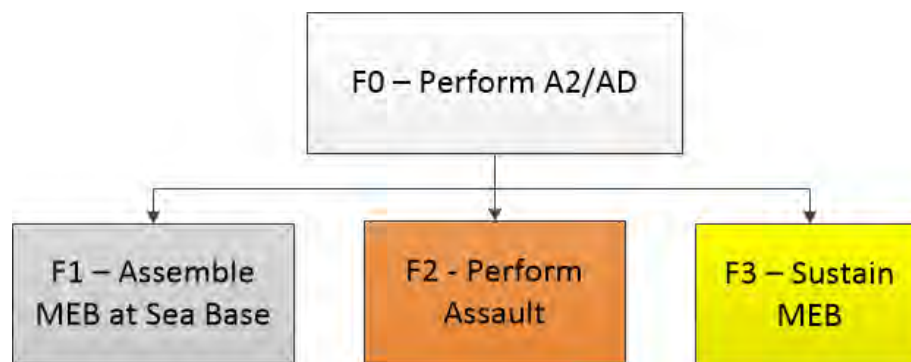 F0 – Perform A2/AD
F1 – Assemble
MEB at Sea Base
F2 - Perform
Assault
F3 – Sustain
MEB